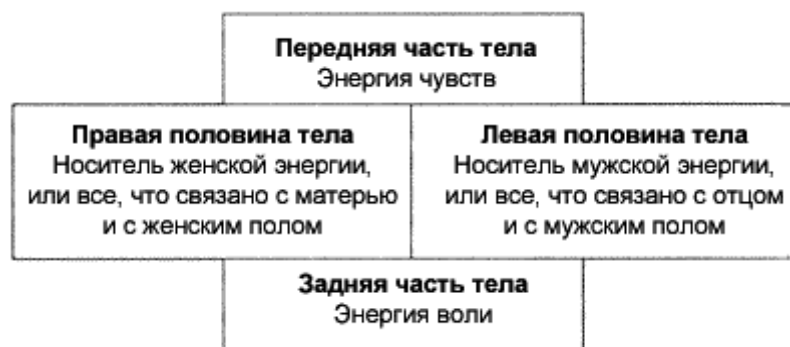 Передняя часть тела
Энергия чувств
Правая половина тела
Носитель женской энергии,
или все, что связано с матерью
и с женским полом
Левая половина тела
Носитель мужской энергии,
или все, что связано с отцом
и с мужским полом
Задняя часть тела
Энергия воли